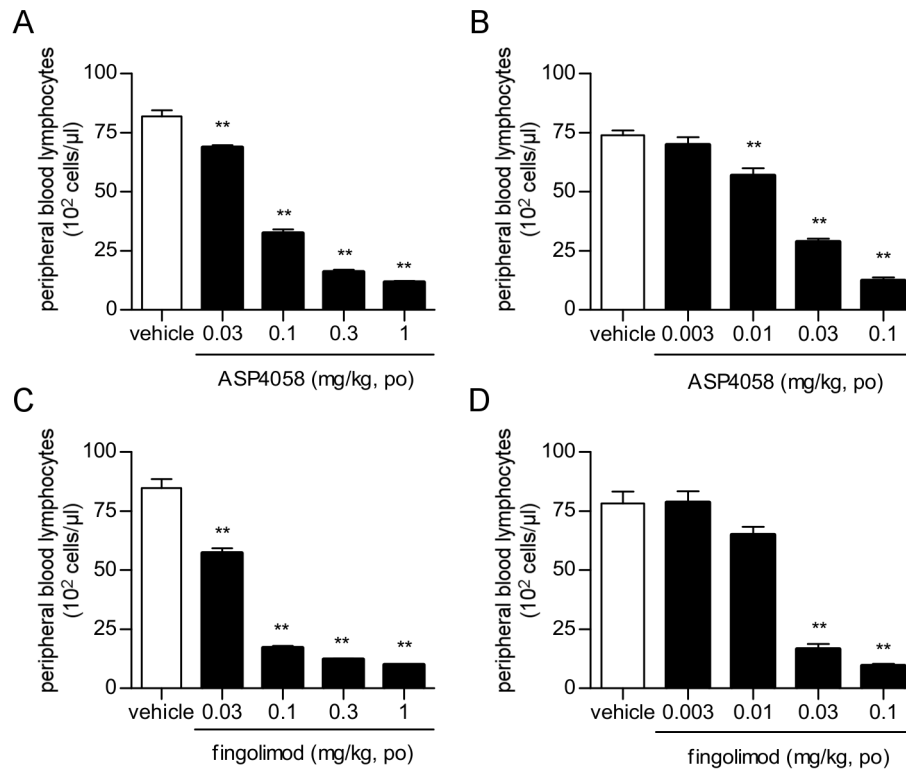 A
peripheral blood lymphocytes
(10² cells/µl)
100
75
50
25
0
**
**
**
**
vehicle 0.03 0.1 0.3 1
ASP4058 (mg/kg, po)
B
peripheral blood lymphocytes
(10² cells/µl)
100
75
50
25
0
**
**
**
vehicle 0.003 0.01 0.03 0.1
ASP4058 (mg/kg, po)
C
peripheral blood lymphocytes
(10² cells/µl)
100
75
50
25
0
**
**
**
**
vehicle 0.03 0.1 0.3 1
fingolimod (mg/kg, po)
D
peripheral blood lymphocytes
(10² cells/µl)
100
75
50
25
0
**
**
vehicle 0.003 0.01 0.03 0.1
fingolimod (mg/kg, po)